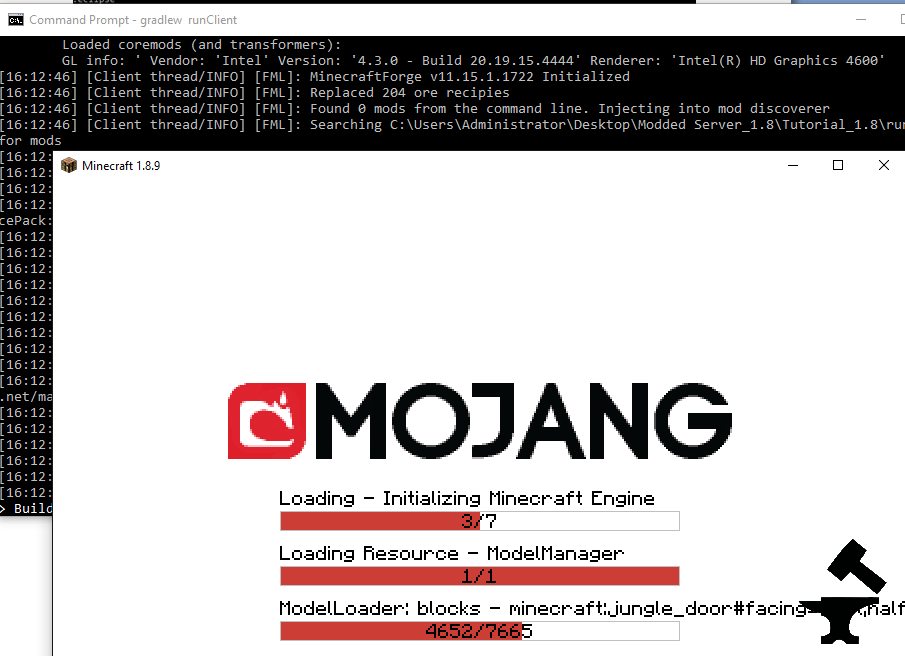 Command Prompt - gradlew runClient
Loaded coremods (and transformers):
GL info: ' Vendor: 'Intel' Version: '4.3.0 - Build 20.19.15.4444' Renderer: 'Intel(R) HD Graphics 4600'
[16:12:46] [Client thread/INFO] [FML]: MinecraftForge v11.15.1.1722 Initialized
[16:12:46] [Client thread/INFO] [FML]: Replaced 204 ore recipies
[16:12:46] [Client thread/INFO] [FML]: Found 0 mods from the command line. Injecting into mod discoverer
[16:12:46] [Client thread/INFO] [FML]: Searching C:\Users\Administrator\Desktop\Modded Server_1.8\Tutorial_1.8\run
for mods
[16:12:
Minecraft 1.8.9
[16:12:
[16:12:
[16:12:
cePack:
[16:12:
[16:12:
[16:12:
[16:12:
[16:12:
[16:12:
[16:12:
[16:12:
[16:12:
[16:12:
.net/ma
[16:12:
[16:12:
[16:12:
[16:12:
[16:12:
[16:12:
> Build
MOJANG
Loading - Initializing Minecraft Engine
3/7
Loading Resource - ModelManager
1/1
ModelLoader: blocks - minecraft:jungle_door#facing= half
4652/7665